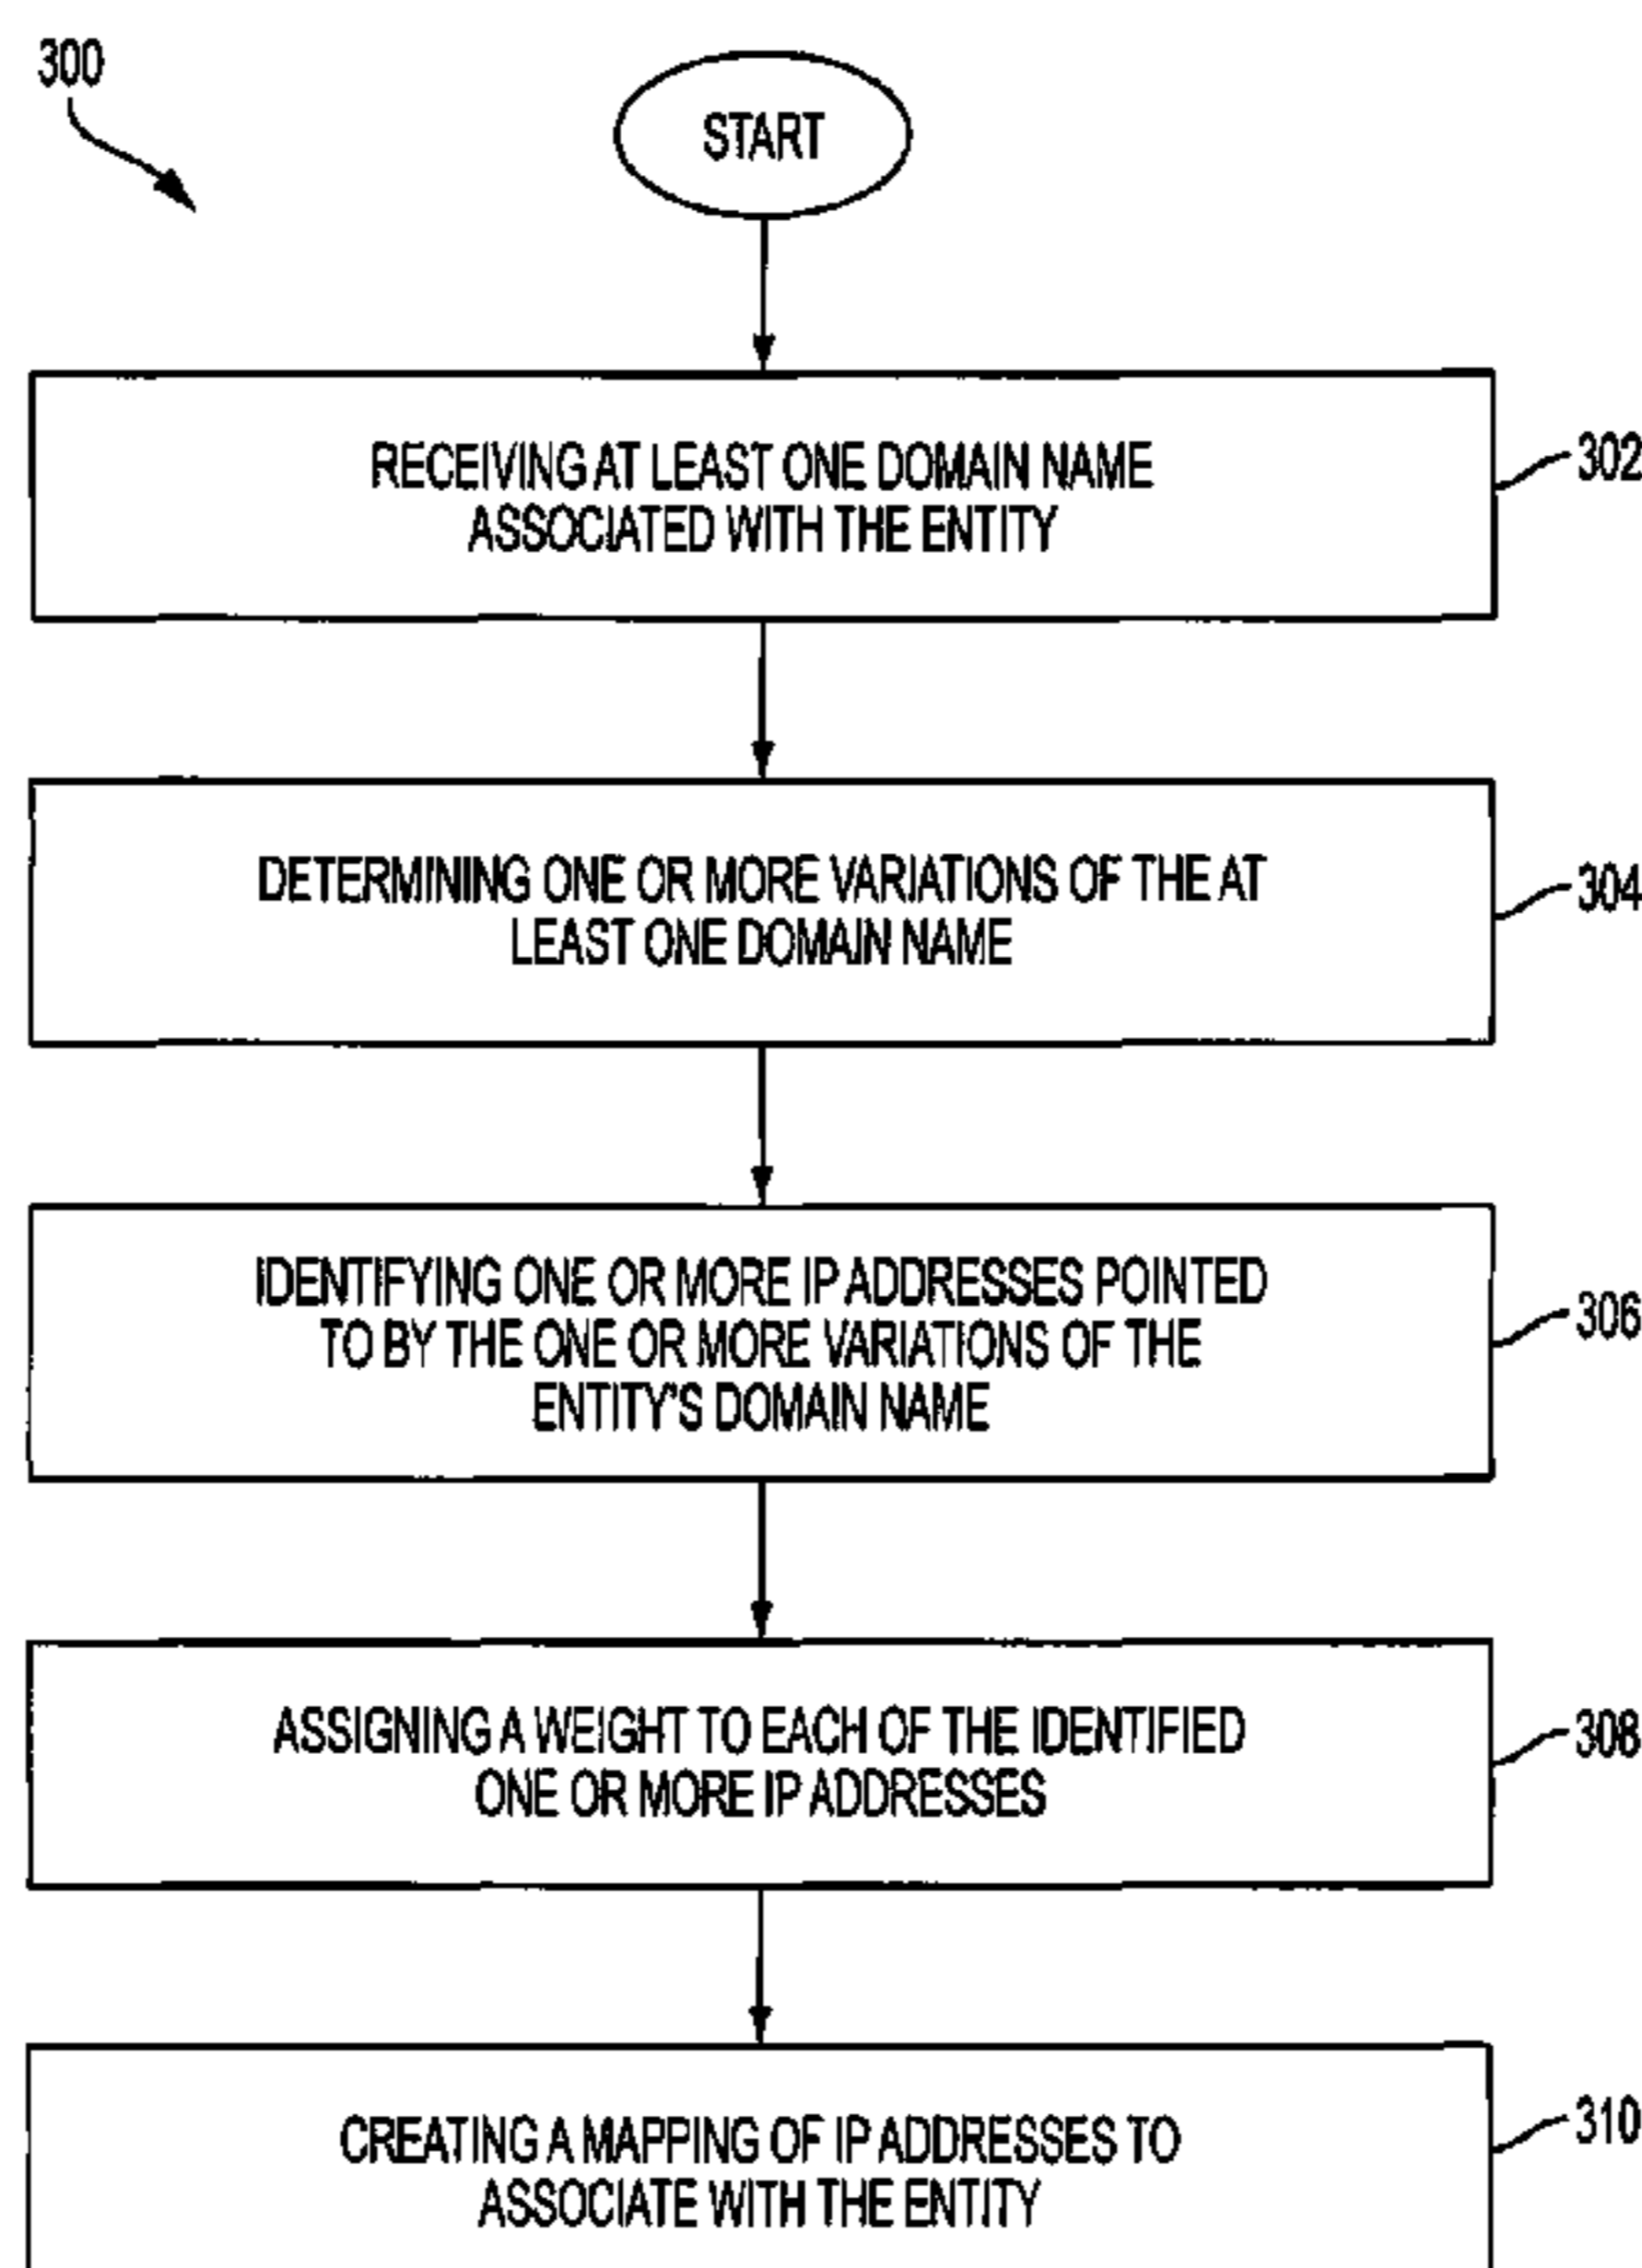 300
START
RECEIVING AT LEAST ONE DOMAIN NAME
ASSOCIATED WITH THE ENTITY
302
DETERMINING ONE OR MORE VARIATIONS OF THE AT
LEAST ONE DOMAIN NAME
304
IDENTIFYING ONE OR MORE IP ADDRESSES POINTED
TO BY THE ONE OR MORE VARIATIONS OF THE
ENTITY'S DOMAIN NAME
306
ASSIGNING A WEIGHT TO EACH OF THE IDENTIFIED
ONE OR MORE IP ADDRESSES
308
CREATING A MAPPING OF IP ADDRESSES TO
ASSOCIATE WITH THE ENTITY
310